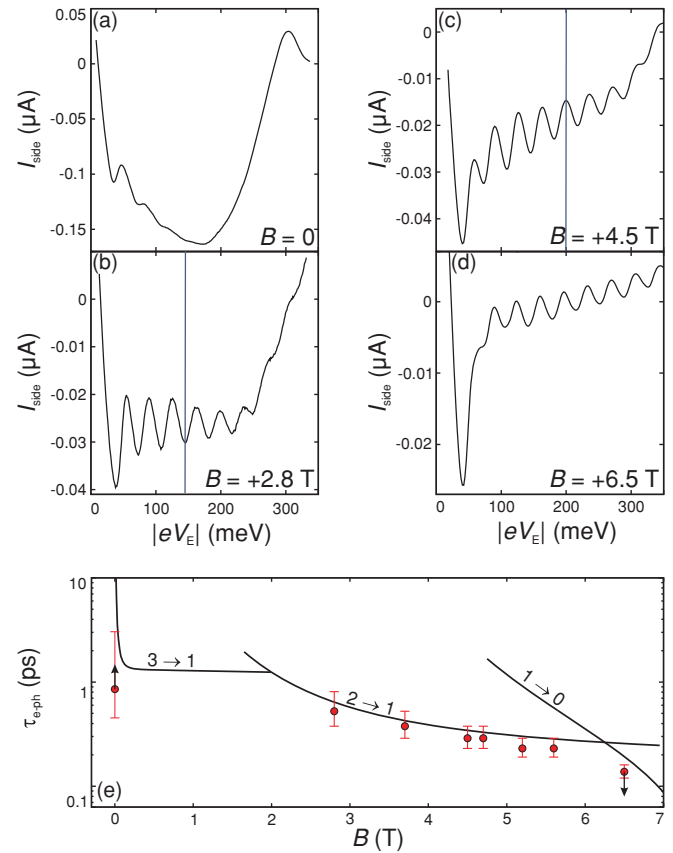 (a)
0.05
0
-0.05
-0.1
-0.15
I_side (μA)
B = 0
(b)
0
-0.01
-0.02
-0.03
-0.04
I_side (μA)
B = +2.8 T
0 100 200 300
|eV_E| (meV)
(c)
0
-0.01
-0.02
-0.03
-0.04
I_side (μA)
B = +4.5 T
(d)
0
-0.01
-0.02
I_side (μA)
B = +6.5 T
0 100 200 300
|eV_E| (meV)
10
1
0.1
τ_e-ph (ps)
3 → 1
2 → 1
1 → 0
(e)
0 1 2 3 4 5 6 7
B (T)